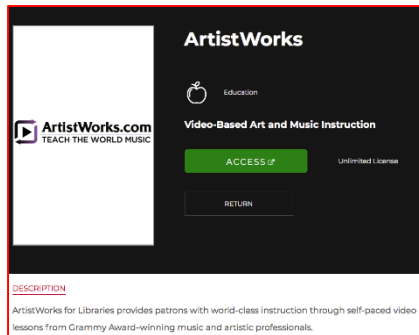 ArtistWorks
Education
ArtistWorks.com
TEACH THE WORLD MUSIC
Video-Based Art and Music Instruction
ACCESS
Unlimited License
RETURN
DESCRIPTION
ArtistWorks for Libraries provides patrons with world-class instruction through self-paced video
lessons from Grammy Award-winning music and artistic professionals.